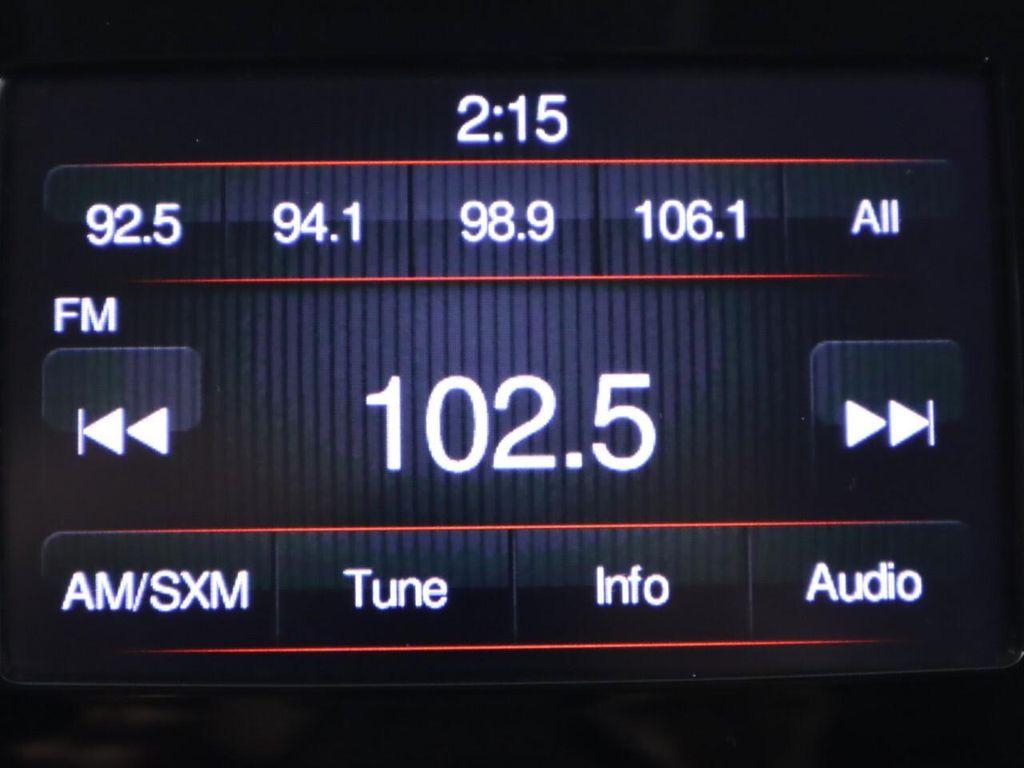 2:15
92.5 94.1 98.9 106.1 All
FM
102.5
AM/SXM Tune Info Audio